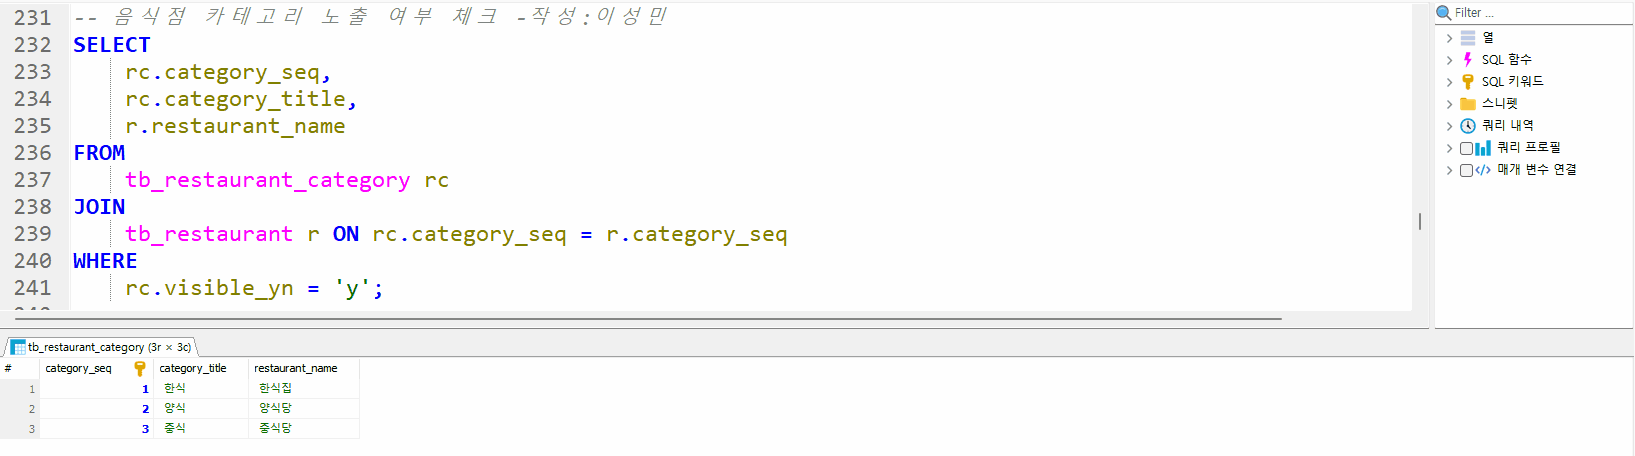 231 -- 음식점 카테고리 노출 여부 체크 -작성:이성민
232 SELECT
233 rc.category_seq,
234 rc.category_title,
235 r.restaurant_name
236 FROM
237 tb_restaurant_category rc
238 JOIN
239 tb_restaurant r ON rc.category_seq = r.category_seq
240 WHERE
241 rc.visible_yn = 'y';
Filter ...
열
SQL 함수
SQL 키워드
스니펫
쿼리 내역
쿼리 프로필
매개 변수 연결
tb_restaurant_category (3r × 3c)
# category_seq category_title restaurant_name
1 1 한식 한식집
2 2 양식 양식당
3 3 중식 중식당